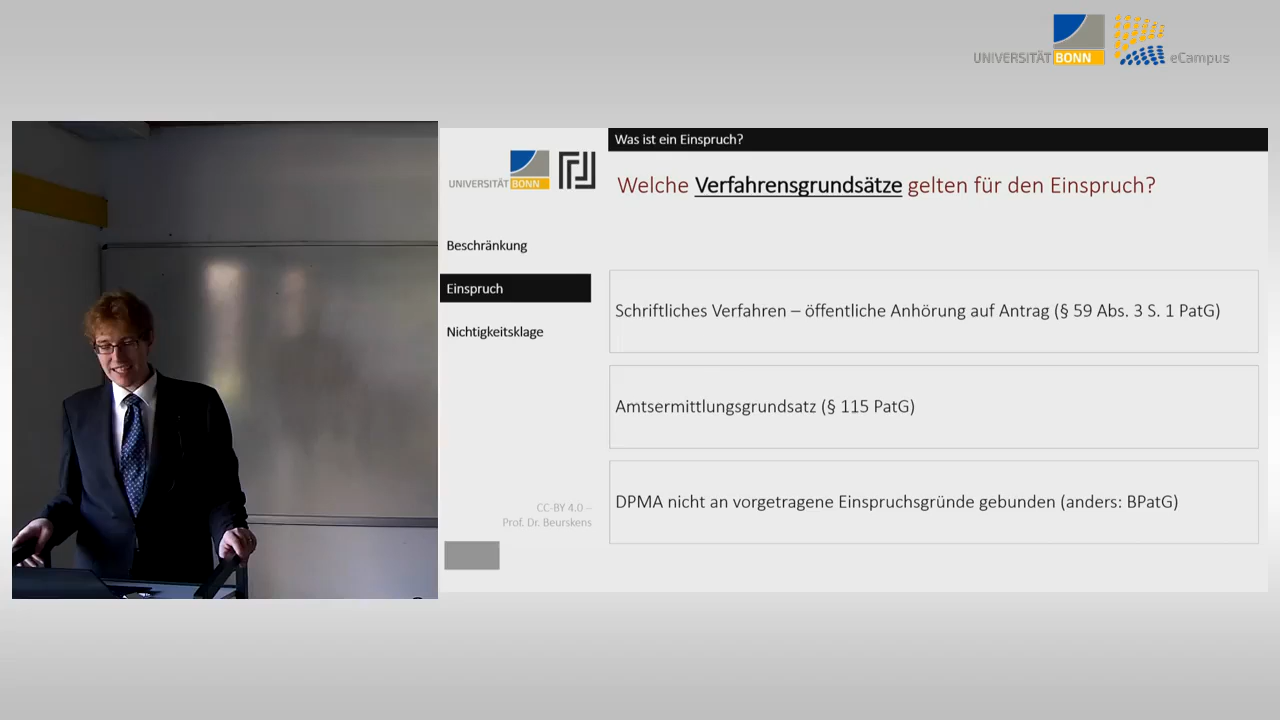 UNIVERSITÄT BONN eCampus
Was ist ein Einspruch?
UNIVERSITÄT BONN
Welche Verfahrensgrundsätze gelten für den Einspruch?
Beschränkung
Einspruch
Nichtigkeitsklage
Schriftliches Verfahren – öffentliche Anhörung auf Antrag (§ 59 Abs. 3 S. 1 PatG)
Amtsermittlungsgrundsatz (§ 115 PatG)
DPMA nicht an vorgetragene Einspruchsgründe gebunden (anders: BPatG)
CC-BY 4.0 –
Prof. Dr. Beurskens